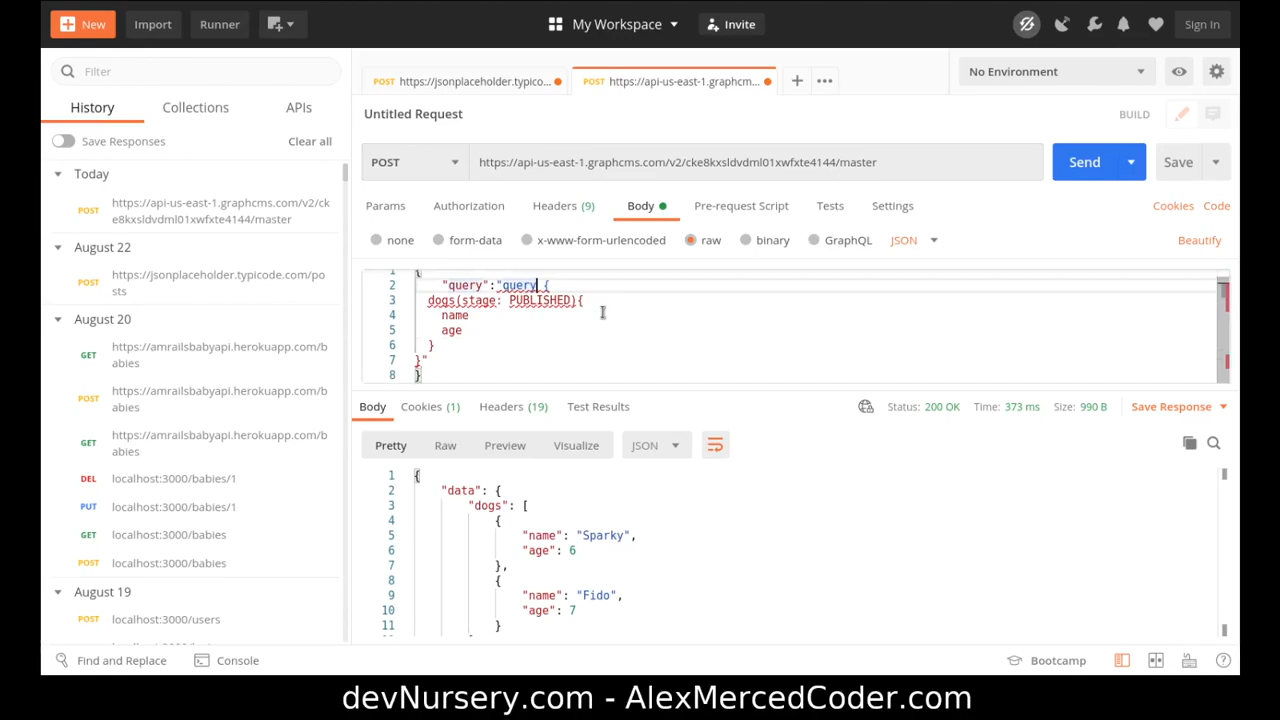 New Import Runner My Workspace Invite Sign In
Filter
History Collections APIs
Save Responses Clear all
Today
POST https://api-us-east-1.graphcms.com/v2/ck
e8kxsldvdml01xwfxte4144/master
August 22
POST https://jsonplaceholder.typicode.com/po
sts
August 20
GET https://amrailsbabyapi.herokuapp.com/b
abies
POST https://amrailsbabyapi.herokuapp.com/b
abies
GET https://amrailsbabyapi.herokuapp.com/b
abies
DEL localhost:3000/babies/1
PUT localhost:3000/babies/1
GET localhost:3000/babies
POST localhost:3000/babies
August 19
POST localhost:3000/users
POST https://jsonplaceholder.typico... POST https://api-us-east-1.graphcm... + ••• No Environment
Untitled Request BUILD
POST https://api-us-east-1.graphcms.com/v2/cke8kxsldvdml01xwfxte4144/master Send Save
Params Authorization Headers (9) Body Pre-request Script Tests Settings Cookies Code
none form-data x-www-form-urlencoded raw binary GraphQL JSON Beautify
1 {
2 "query":"query {
3 dogs(stage: PUBLISHED){
4 name
5 age
6 }
7 }"
8 }
Body Cookies (1) Headers (19) Test Results Status: 200 OK Time: 373 ms Size: 990 B Save Response
Pretty Raw Preview Visualize JSON
1 {
2 "data": {
3 "dogs": [
4 {
5 "name": "Sparky",
6 "age": 6
7 },
8 {
9 "name": "Fido",
10 "age": 7
11 }
Find and Replace Console Bootcamp
devNursery.com - AlexMercedCoder.com